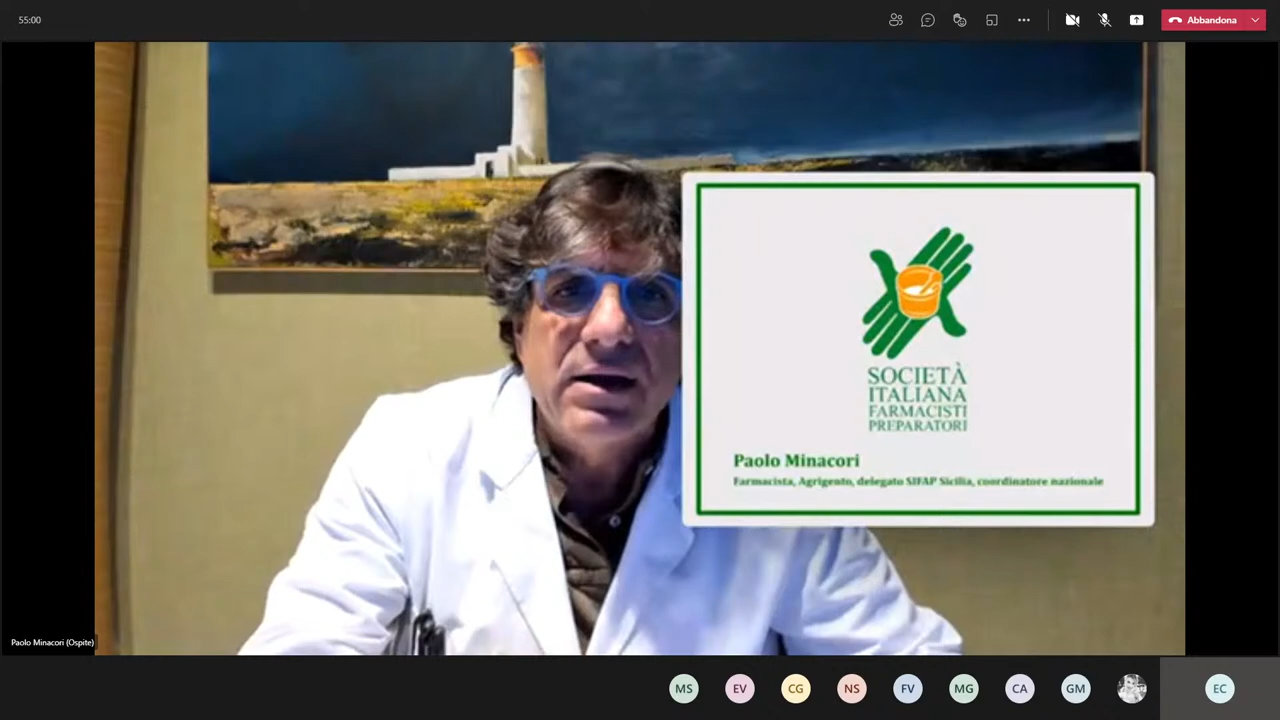 55:00
Abbandona
SOCIETÀ
ITALIANA
FARMACISTI
PREPARATORI
Paolo Minacori
Farmacista, Agrigento, delegato SIFAP Sicilia, coordinatore nazionale
Paolo Minacori (Ospite)
MS EV CG NS FV MG CA GM EC